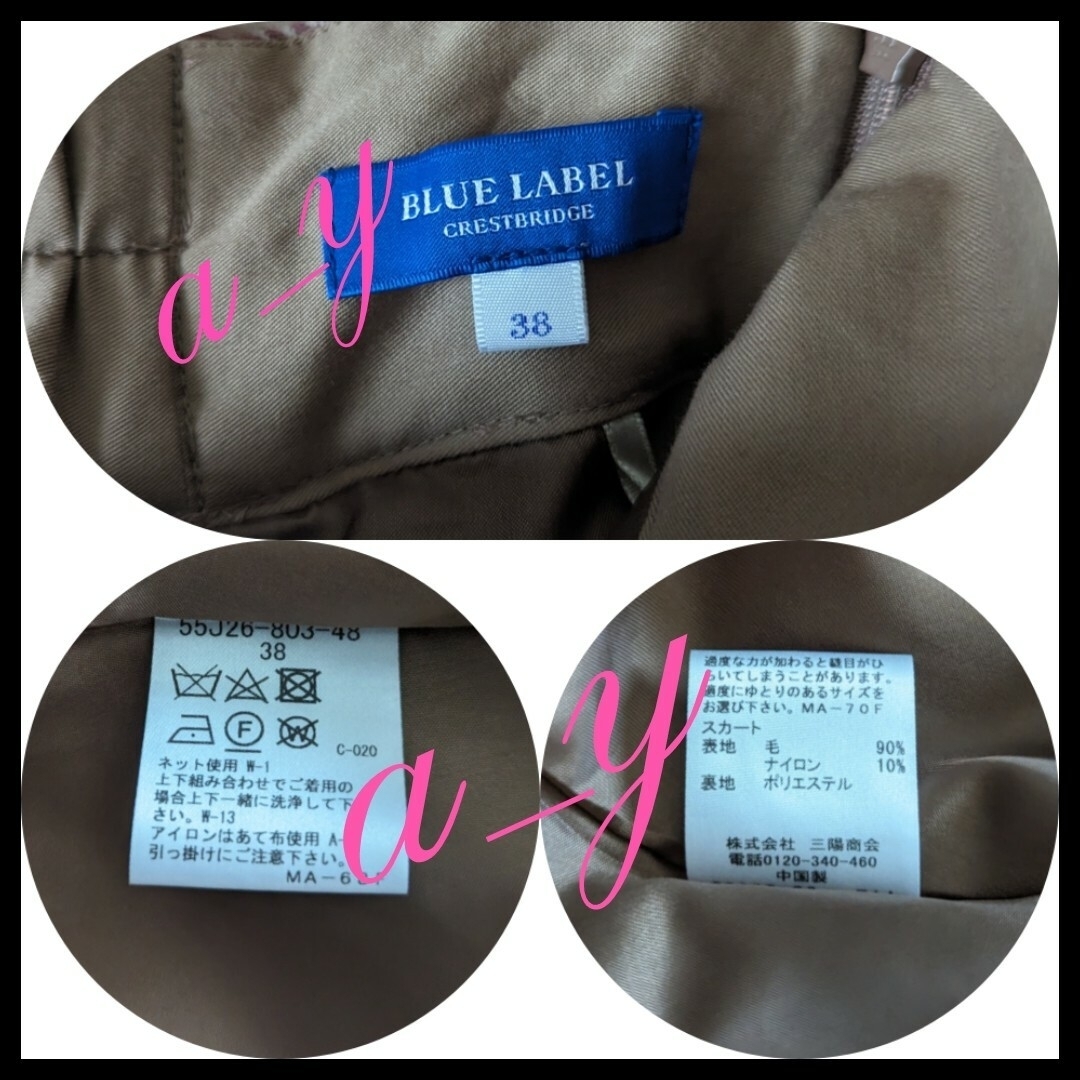 BLUE LABEL
CRESTBRIDGE
38
a-y
55J26-803-48
38
F
C-020
ネット使用 W-1
上下組み合わせでご着用の
場合上下一緒に洗浄して下
さい。W-13
アイロンはあて布使用 A-
引っ掛けにご注意下さい。
過度な力が加わると縫目がひ
らいてしまうことがあります。
適度にゆとりのあるサイズを
お選び下さい。MA-70F
スカート
表地 毛 90%
ナイロン 10%
裏地 ポリエステル
株式会社 三陽商会
電話0120-340-460
中国製
a-y